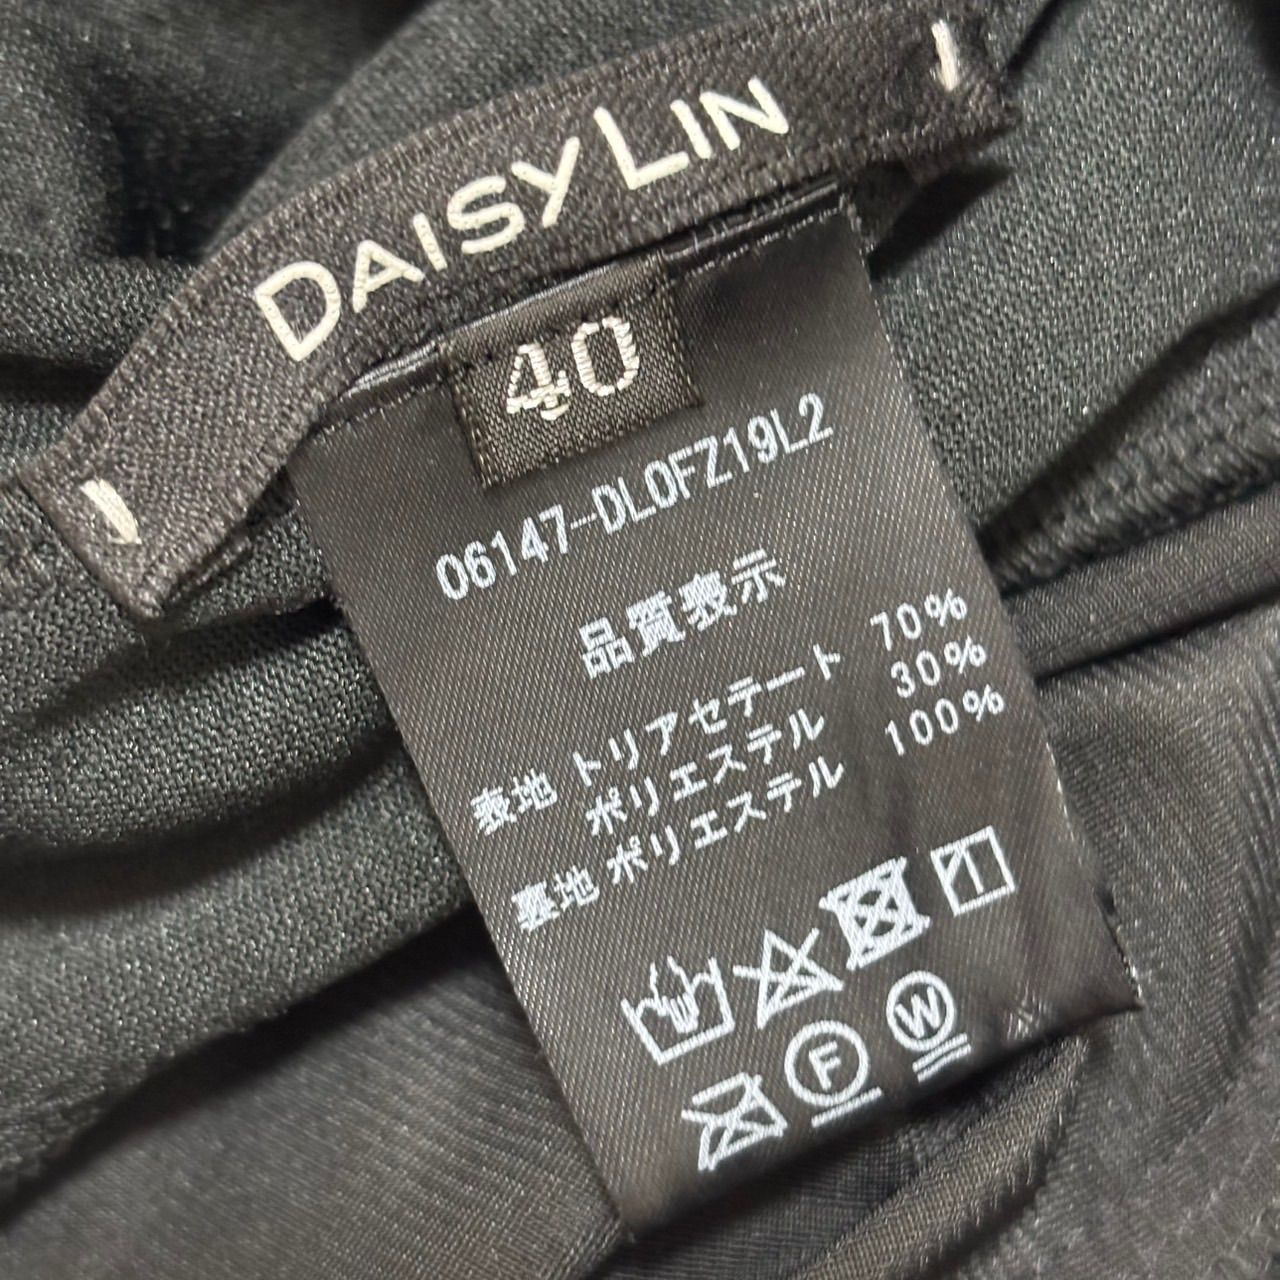 DAISY LIN
40
06147-DL0FZ19L2
品質表示
表地 トリアセテート 70%
ポリエステル 30%
裏地 ポリエステル 100%
F
W